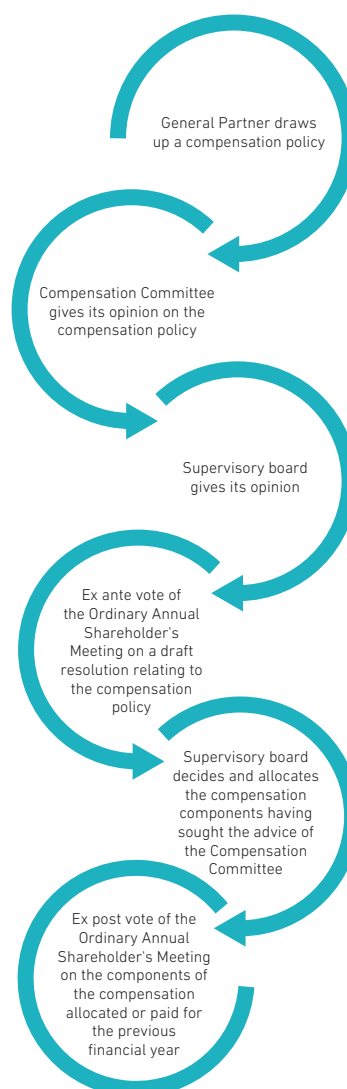 General Partner draws
up a compensation policy
Compensation Committee
gives its opinion on the
compensation policy
Supervisory board
gives its opinion
Ex ante vote of
the Ordinary Annual
Shareholder's
Meeting on a draft
resolution relating to
the compensation
policy
Supervisory board
decides and allocates
the compensation
components having
sought the advice of
the Compensation
Committee
Ex post vote of the
Ordinary Annual
Shareholder's Meeting
on the components of
the compensation
allocated or paid for
the previous
financial year